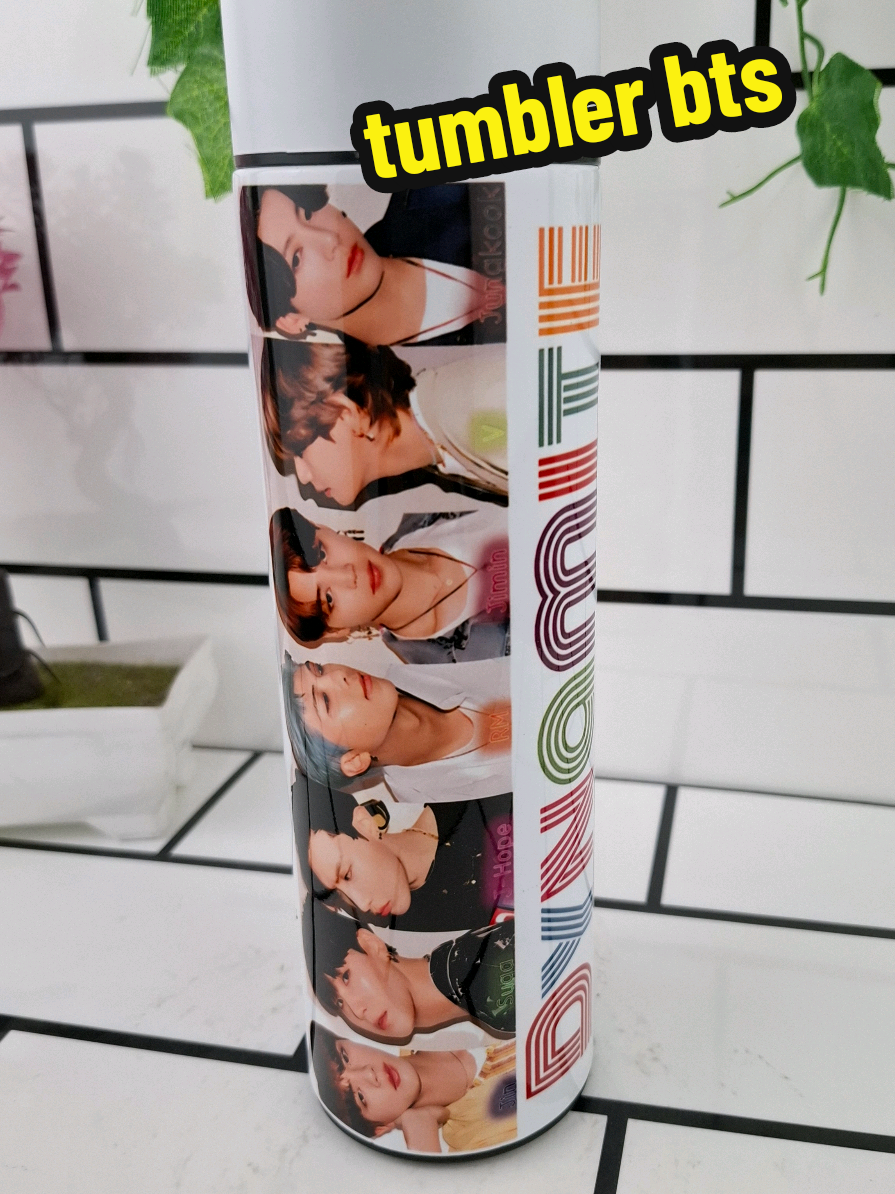 tumbler bts
Jungkook
V
Jimin
RM
J-Hope
Suga
Jin
DYNaMITE